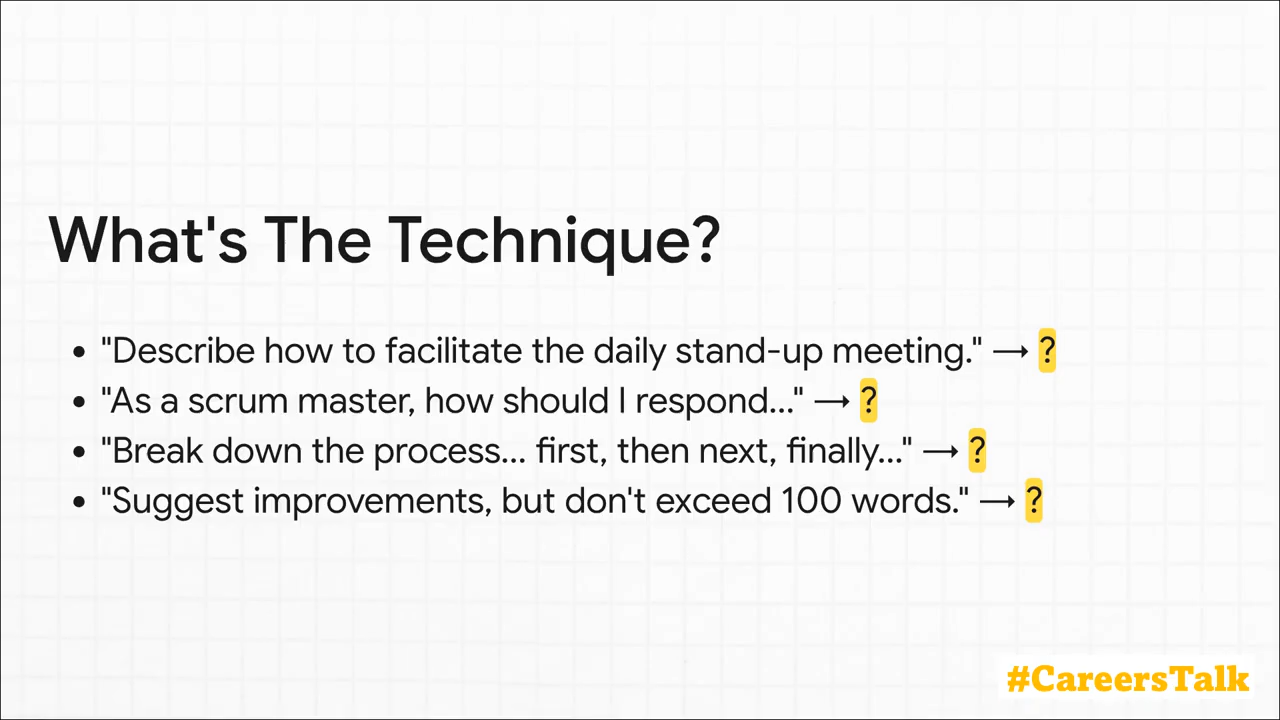 What's The Technique?
• "Describe how to facilitate the daily stand-up meeting." → ?
• "As a scrum master, how should I respond..." → ?
• "Break down the process... first, then next, finally..." → ?
• "Suggest improvements, but don't exceed 100 words." → ?
#CareersTalk